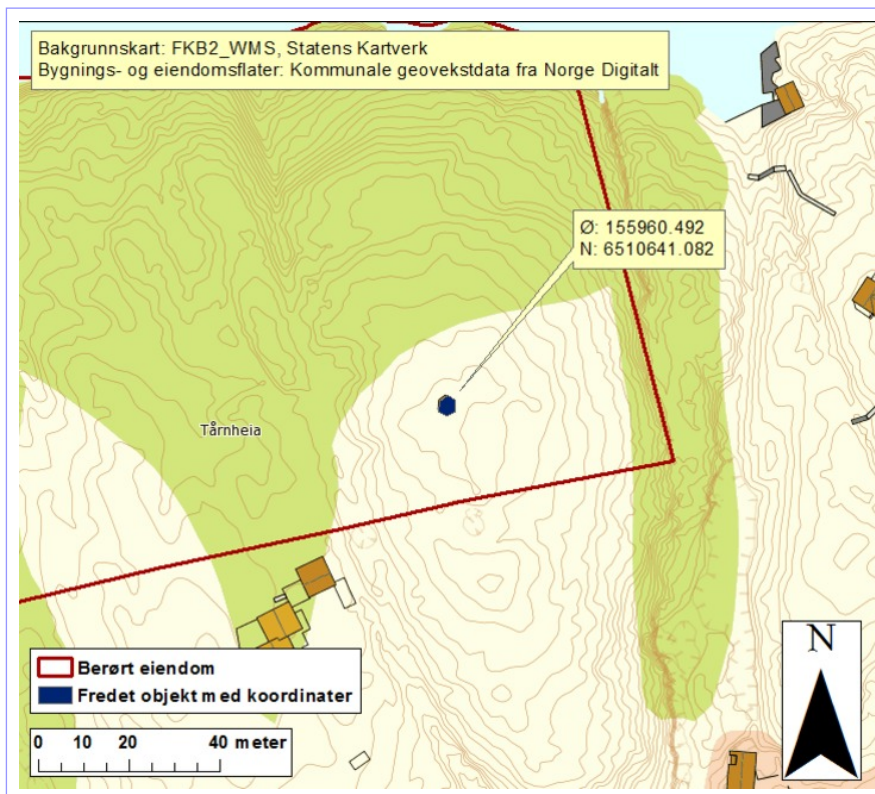 Bakgrunnskart: FKB2_WMS, Statens Kartverk
Bygnings- og eiendomsflater: Kommunale geovekstdata fra Norge Digitalt
Ø: 155960.492
N: 6510641.082
Tårnheia
Berørt eiendom
Fredet objekt med koordinater
0 10 20 40 meter
N